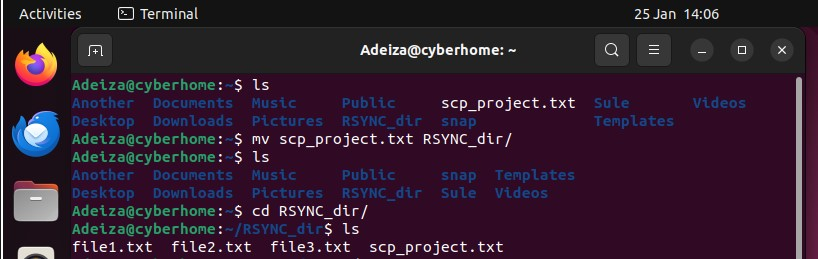 Activities Terminal 25 Jan 14:06
Adeiza@cyberhome: ~
Adeiza@cyberhome:~$ ls
Another Documents Music Public scp_project.txt Sule Videos
Desktop Downloads Pictures RSYNC_dir snap Templates
Adeiza@cyberhome:~$ mv scp_project.txt RSYNC_dir/
Adeiza@cyberhome:~$ ls
Another Documents Music Public snap Templates
Desktop Downloads Pictures RSYNC_dir Sule Videos
Adeiza@cyberhome:~$ cd RSYNC_dir/
Adeiza@cyberhome:~/RSYNC_dir$ ls
file1.txt file2.txt file3.txt scp_project.txt